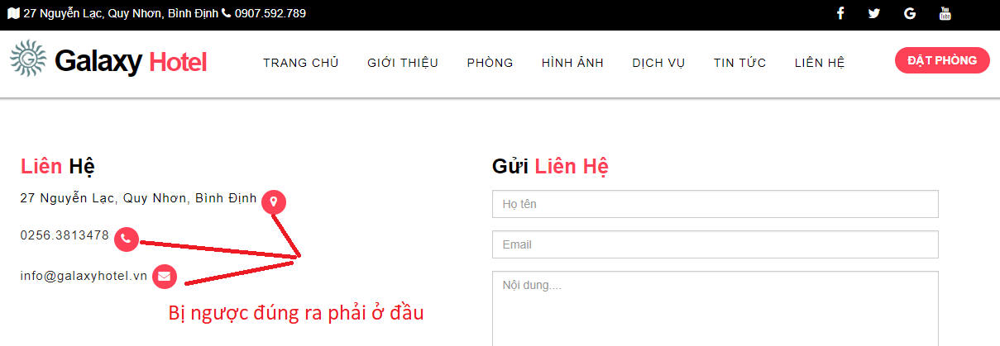 27 Nguyễn Lạc, Quy Nhơn, Bình Định 0907.592.789
You Tube
Galaxy Hotel
TRANG CHỦ GIỚI THIỆU PHÒNG HÌNH ẢNH DỊCH VỤ TIN TỨC LIÊN HỆ ĐẶT PHÒNG
Liên Hệ
27 Nguyễn Lạc, Quy Nhơn, Bình Định
0256.3813478
info@galaxyhotel.vn
Bị ngược đúng ra phải ở đầu
Gửi Liên Hệ
Họ tên
Email
Nội dung....